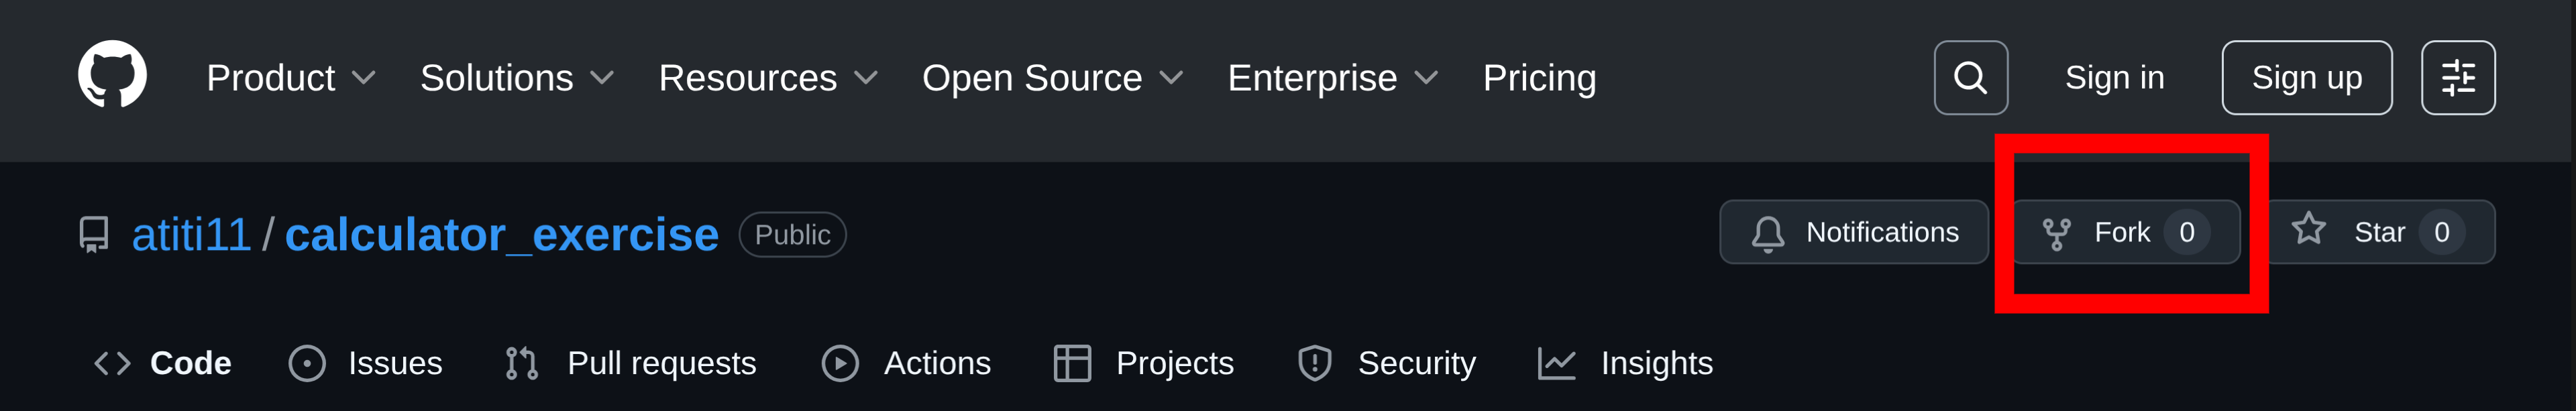 Product Solutions Resources Open Source Enterprise Pricing Sign in Sign up
atiti11 / calculator_exercise Public Notifications Fork 0 Star 0
Code Issues Pull requests Actions Projects Security Insights